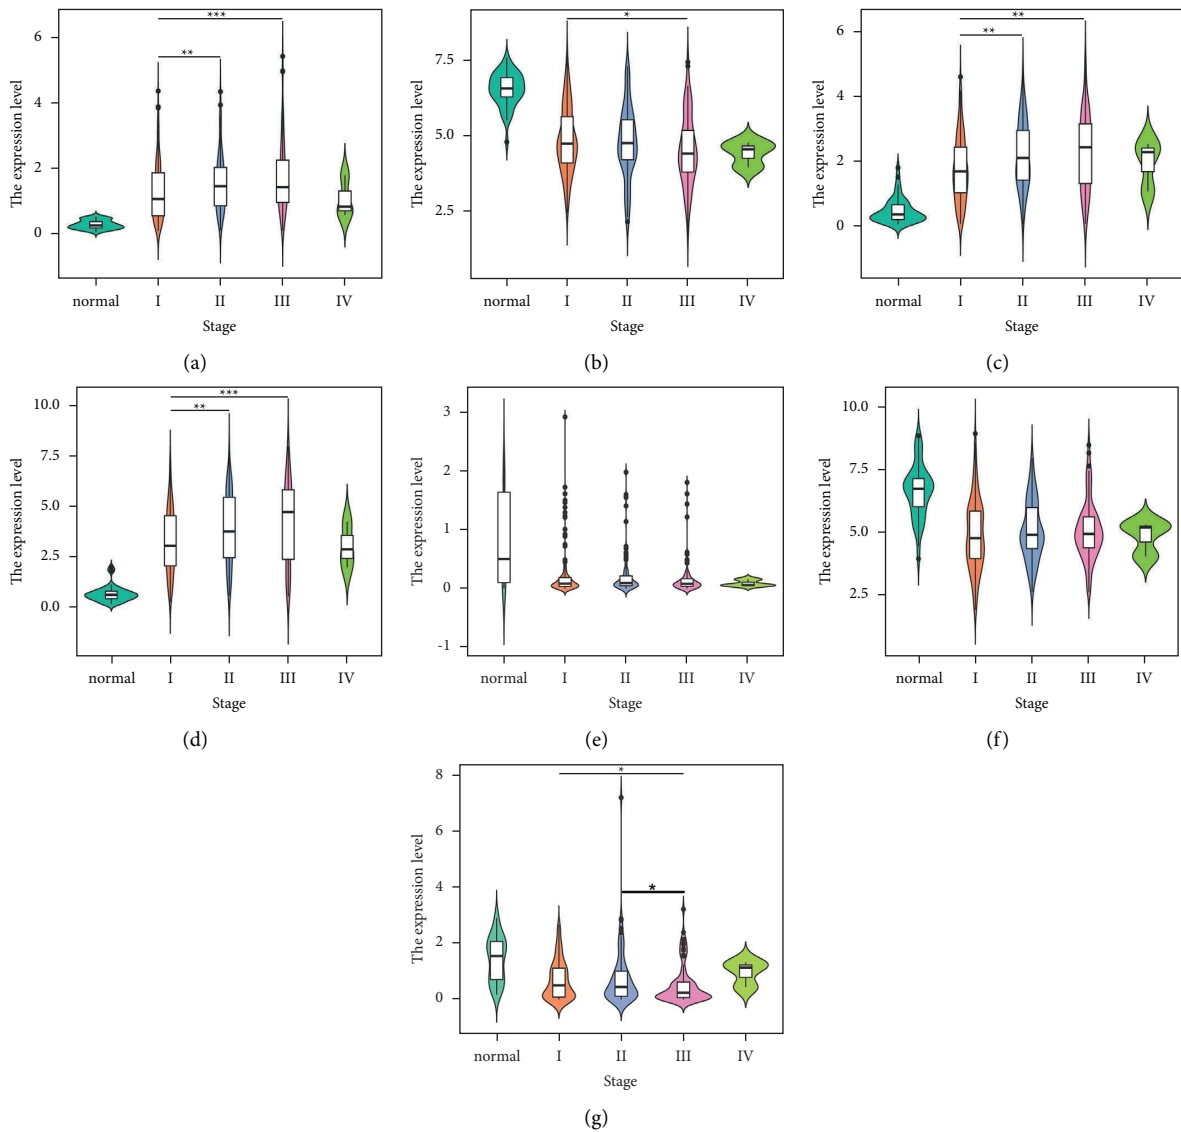 The expression level
6
4
2
0
***
**
normal I II III IV
Stage
(a)
The expression level
7.5
5.0
2.5
*
normal I II III IV
Stage
(b)
The expression level
6
4
2
0
**
**
normal I II III IV
Stage
(c)
The expression level
10.0
7.5
5.0
2.5
0.0
***
**
normal I II III IV
Stage
(d)
The expression level
3
2
1
0
-1
normal I II III IV
Stage
(e)
The expression level
10.0
7.5
5.0
2.5
normal I II III IV
Stage
(f)
The expression level
8
6
4
2
0
*
*
normal I II III IV
Stage
(g)